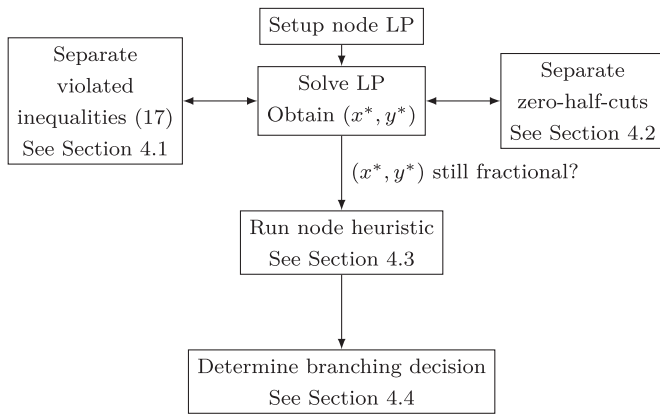 Setup node LP
Separate
violated
inequalities (17)
See Section 4.1
Solve LP
Obtain (x*, y*)
Separate
zero-half-cuts
See Section 4.2
(x*, y*) still fractional?
Run node heuristic
See Section 4.3
Determine branching decision
See Section 4.4